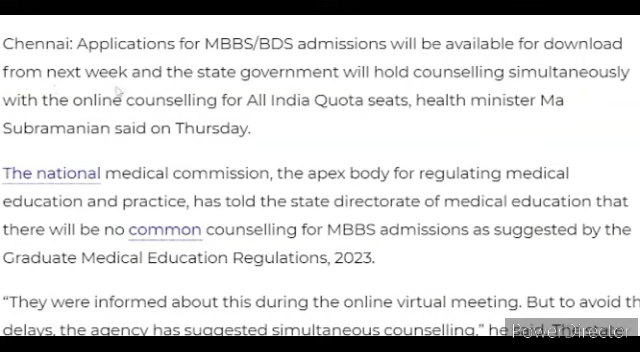 Chennai: Applications for MBBS/BDS admissions will be available for download
from next week and the state government will hold counselling simultaneously
with the online counselling for All India Quota seats, health minister Ma
Subramanian said on Thursday.
The national medical commission, the apex body for regulating medical
education and practice, has told the state directorate of medical education that
there will be no common counselling for MBBS admissions as suggested by the
Graduate Medical Education Regulations, 2023.
“They were informed about this during the online virtual meeting. But to avoid
delays, the agency has suggested simultaneous counselling,” he said. This
PowerDirector